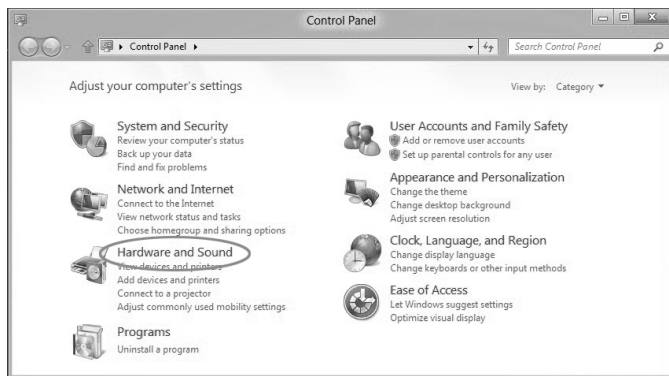 Control Panel
Control Panel
Search Control Panel
Adjust your computer's settings
View by: Category
System and Security
Review your computer's status
Back up your data
Find and fix problems
Network and Internet
Connect to the Internet
View network status and tasks
Choose homegroup and sharing options
Hardware and Sound
View devices and printers
Add devices and printers
Connect to a projector
Adjust commonly used mobility settings
Programs
Uninstall a program
User Accounts and Family Safety
Add or remove user accounts
Set up parental controls for any user
Appearance and Personalization
Change the theme
Change desktop background
Adjust screen resolution
Clock, Language, and Region
Change display language
Change keyboards or other input methods
Ease of Access
Let Windows suggest settings
Optimize visual display